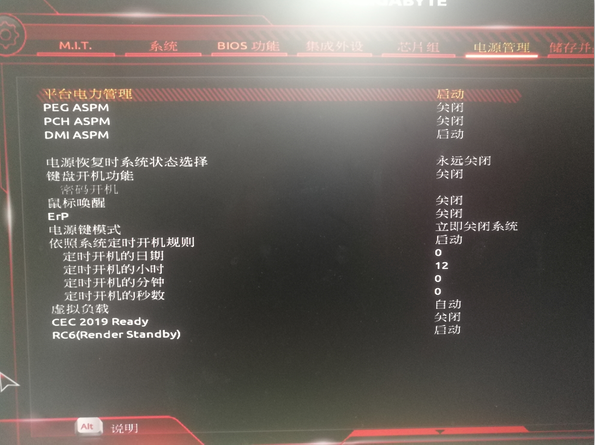 GABYTE
M.I.T. 系统 BIOS 功能 集成外设 芯片组 电源管理 储存并
平台电力管理 启动
PEG ASPM 关闭
PCH ASPM 关闭
DMI ASPM 启动
电源恢复时系统状态选择 永远关闭
键盘开机功能 关闭
密码开机
鼠标唤醒 关闭
ErP 关闭
电源键模式 立即关闭系统
依照系统定时开机规则 启动
定时开机的日期 0
定时开机的小时 12
定时开机的分钟 0
定时开机的秒数 0
虚拟负载 自动
CEC 2019 Ready 关闭
RC6(Render Standby) 启动
Alt 说明